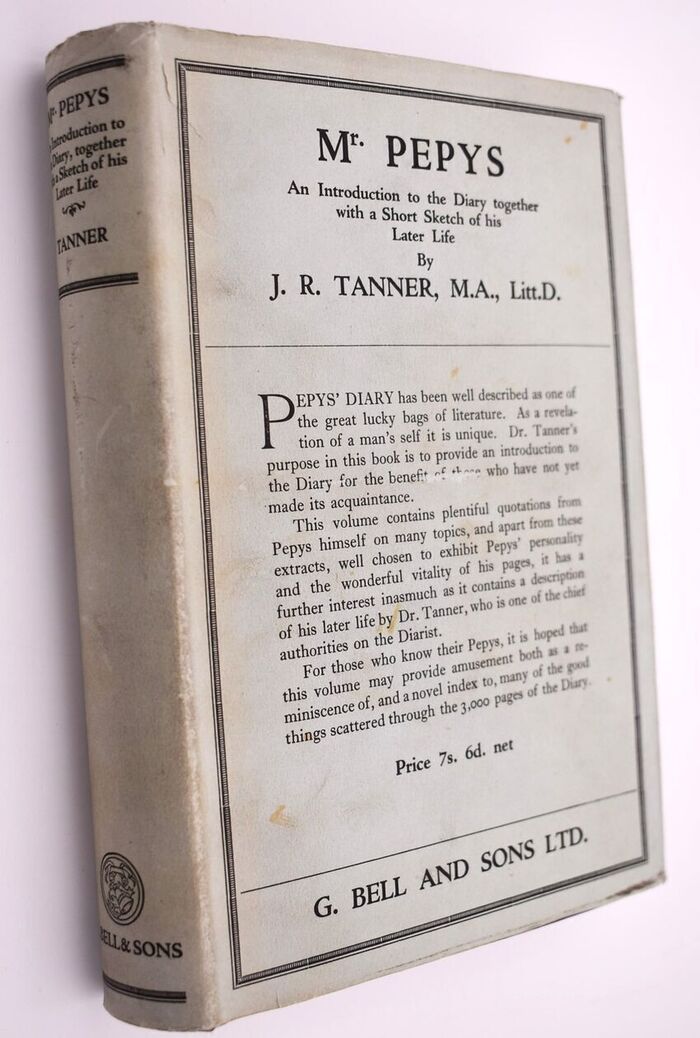 Mr. PEPYS
Introduction to
Diary, together
a Sketch of his
Later Life
TANNER
BELL & SONS
Mr. PEPYS
An Introduction to the Diary together
with a Short Sketch of his
Later Life
By
J. R. TANNER, M.A., Litt.D.
PEPYS' DIARY has been well described as one of
the great lucky bags of literature. As a revela-
tion of a man's self it is unique. Dr. Tanner's
purpose in this book is to provide an introduction to
the Diary for the benefit of those who have not yet
made its acquaintance.
This volume contains plentiful quotations from
Pepys himself on many topics, and apart from these
extracts, well chosen to exhibit Pepys' personality
and the wonderful vitality of his pages, it has a
further interest inasmuch as it contains a description
of his later life by Dr. Tanner, who is one of the chief
authorities on the Diarist.
For those who know their Pepys, it is hoped that
this volume may provide amusement both as a re-
miniscence of, and a novel index to, many of the good
things scattered through the 3,000 pages of the Diary.
Price 7s. 6d. net
G. BELL AND SONS LTD.